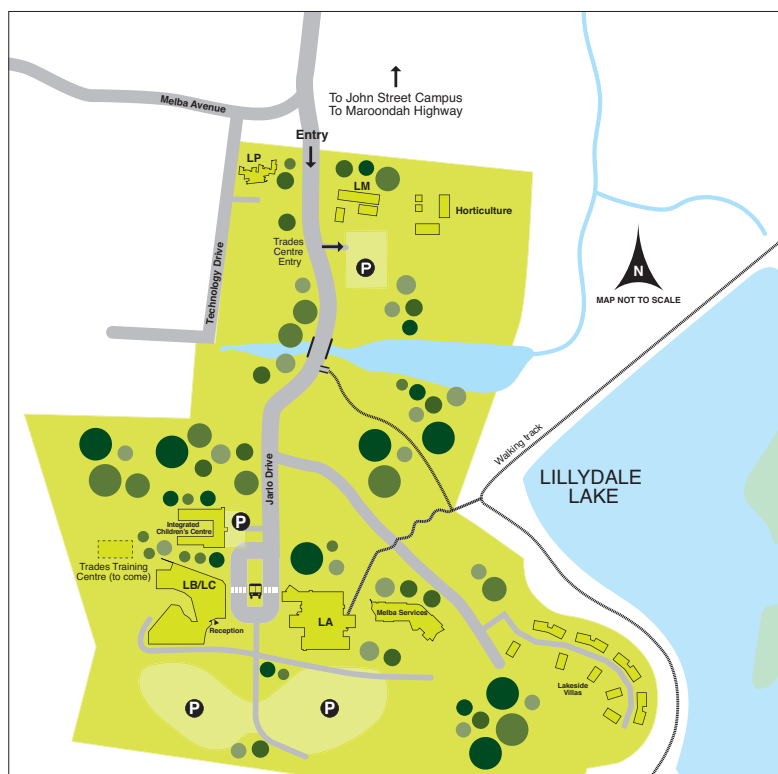 To John Street Campus
To Maroondah Highway
Melba Avenue
Entry
LP
LM
Horticulture
Trades
Centre
Entry
P
N
MAP NOT TO SCALE
Technology Drive
Walking track
LILLYDALE
LAKE
Jarlo Drive
P
Integrated
Children's Centre
Trades Training
Centre (to come)
LB/LC
Reception
LA
Melba Services
Lakeside
Villas
P
P